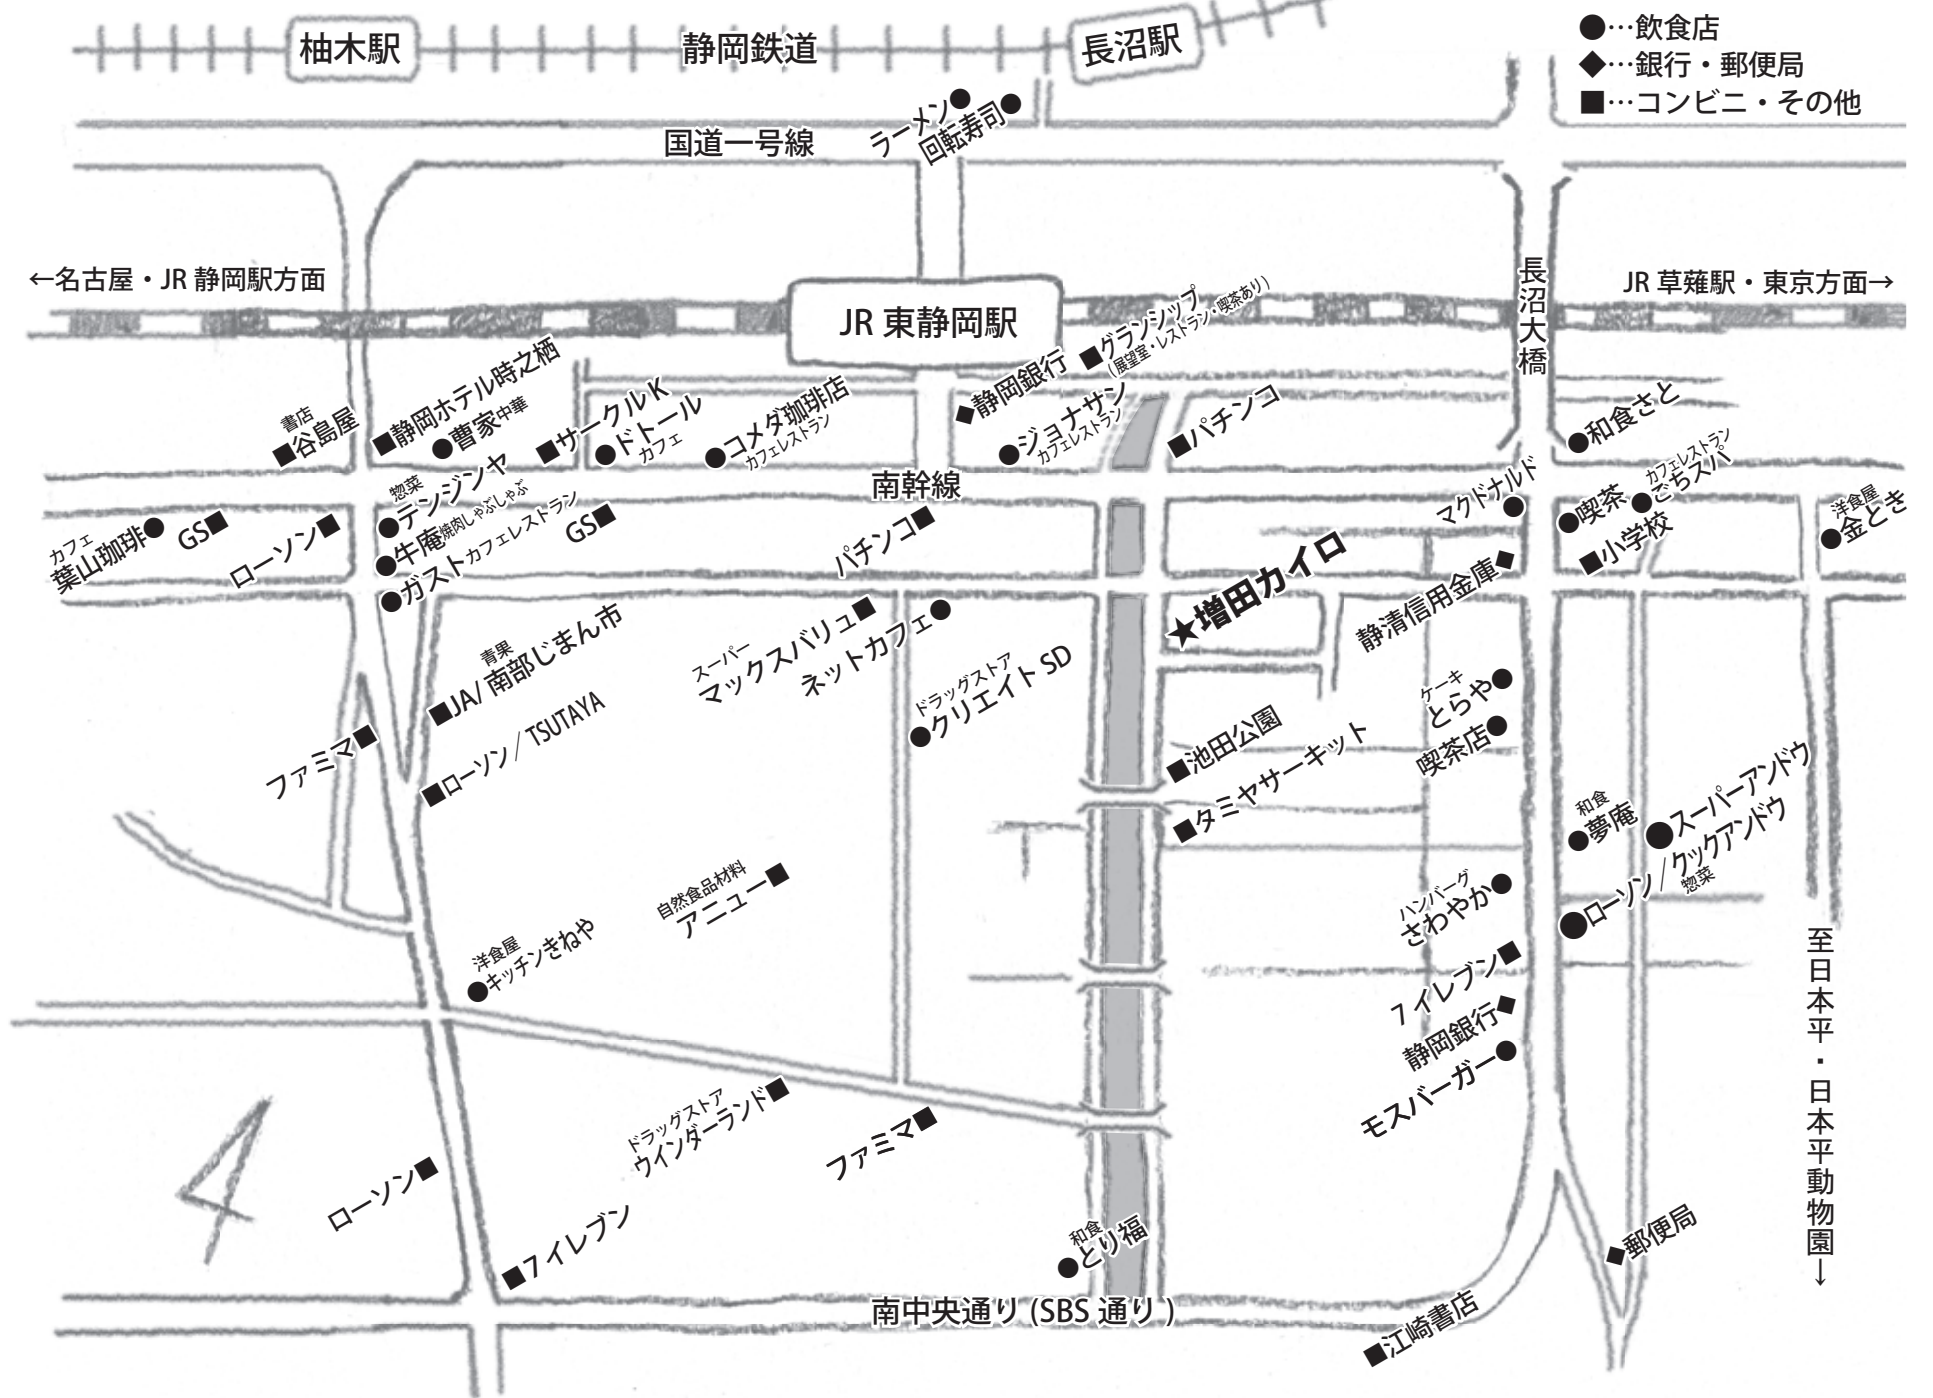 ●…飲食店
◆…銀行・郵便局
■…コンビニ・その他
柚木駅
静岡鉄道
長沼駅
ラーメン●
回転寿司●
国道一号線
←名古屋・JR 静岡駅方面
JR 東静岡駅
長沼大橋
JR 草薙駅・東京方面→
■グランシップ
(展望室・レストラン・喫茶あり)
書店
■谷島屋
■静岡ホテル時之栖
●曹家中華
■サークル K
●ドトール
カフェ
●コメダ珈琲店
カフェレストラン
◆静岡銀行
●ジョナサン
カフェレストラン
■パチンコ
●和食さと
南幹線
カフェ
葉山珈琲●
GS■
ローソン■
惣菜
●テンジンヤ
●牛庵焼肉しゃぶしゃぶ
●ガストカフェレストラン
GS■
パチンコ■
マクドナルド●
●喫茶
カフェレストラン
●ごちスパ
■小学校
洋食屋
●金とき
★増田カイロ
静清信用金庫◆
青果
■JA/ 南部じまん市
■ローソン / TSUTAYA
ファミマ■
スーパー
マックスバリュ■
ネットカフェ●
ドラッグストア
●クリエイト SD
■池田公園
■タミヤサーキット
ケーキ
とらや●
喫茶店●
和食
●夢庵
●スーパーアンドウ
●ローソン / クックアンドウ
惣菜
自然食品材料
アニュー■
洋食屋
●キッチンきねや
ハンバーグ
さわやか●
7 イレブン■
静岡銀行◆
モスバーガー●
至日本平・日本平動物園→
ドラッグストア
ウインダーランド■
ファミマ■
ローソン■
■7 イレブン
和食
●とり福
◆郵便局
南中央通り (SBS 通り )
■江崎書店